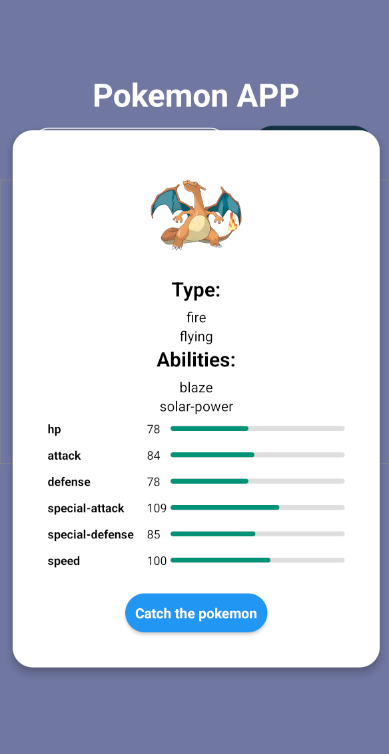 Pokemon APP
Type:
fire
flying
Abilities:
blaze
solar-power
hp 78
attack 84
defense 78
special-attack 109
special-defense 85
speed 100
Catch the pokemon